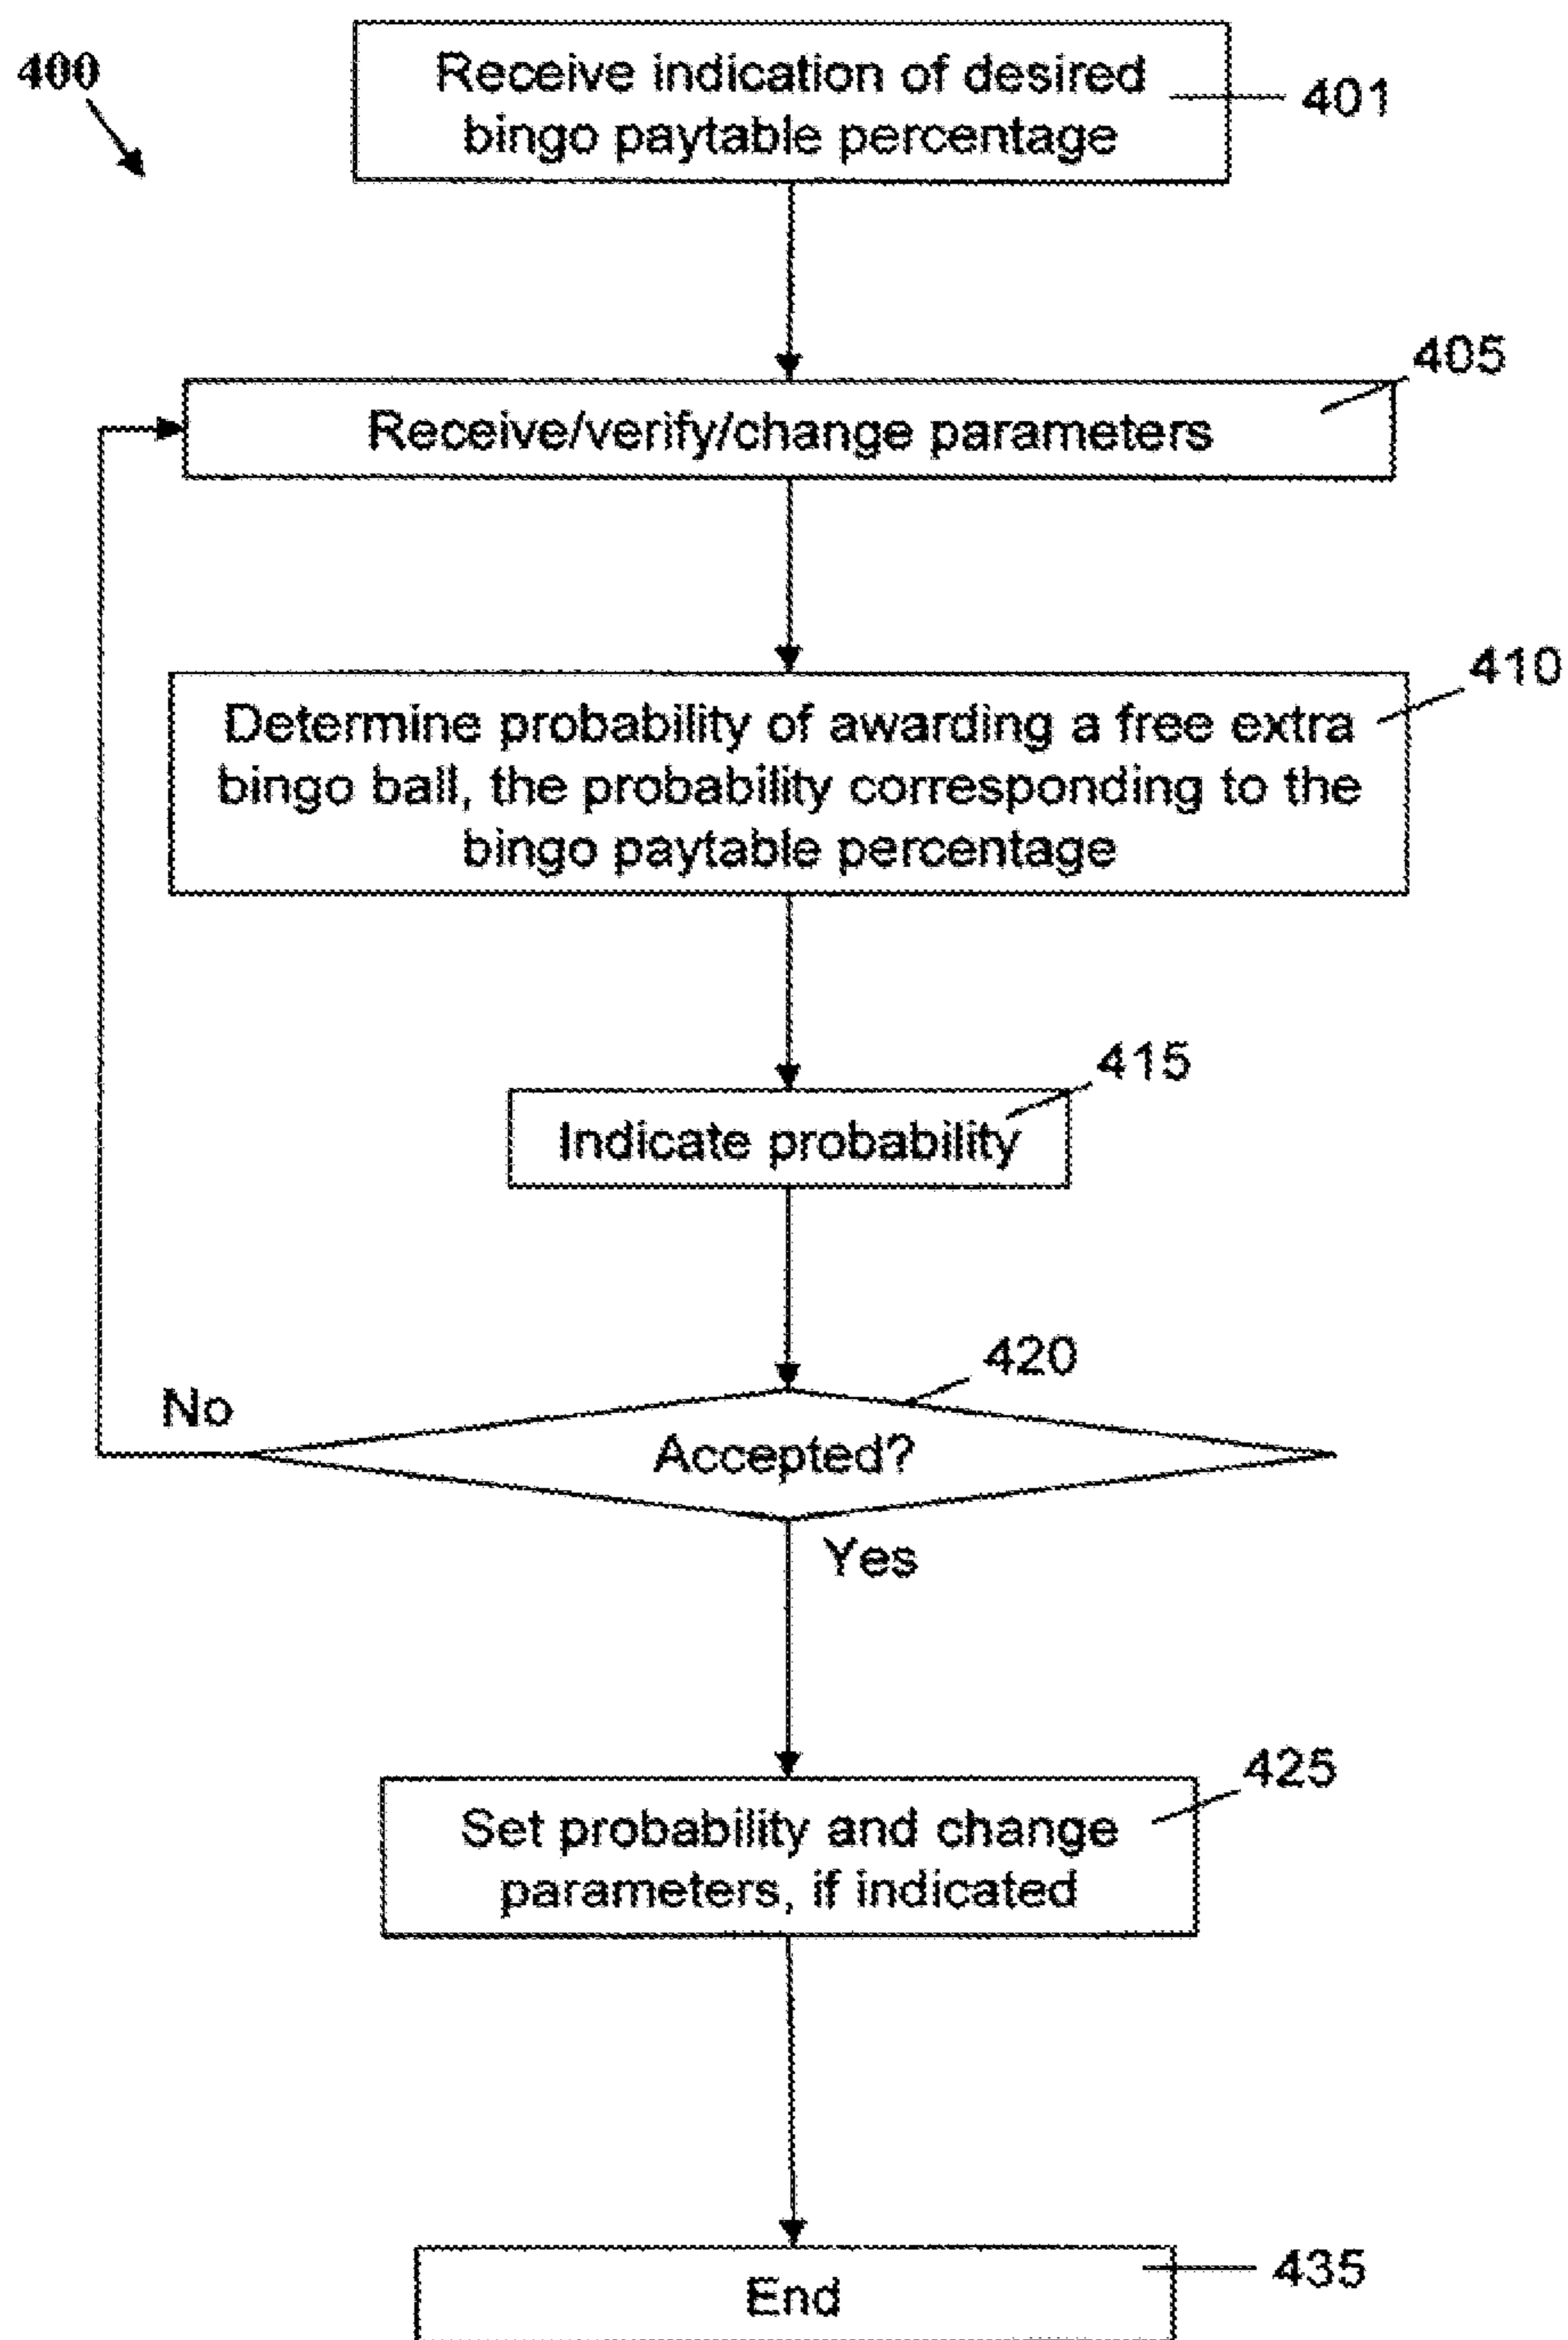 400
Receive indication of desired
bingo paytable percentage
401
405
Receive/verify/change parameters
410
Determine probability of awarding a free extra
bingo ball, the probability corresponding to the
bingo paytable percentage
415
Indicate probability
420
No
Accepted?
Yes
425
Set probability and change
parameters, if indicated
435
End